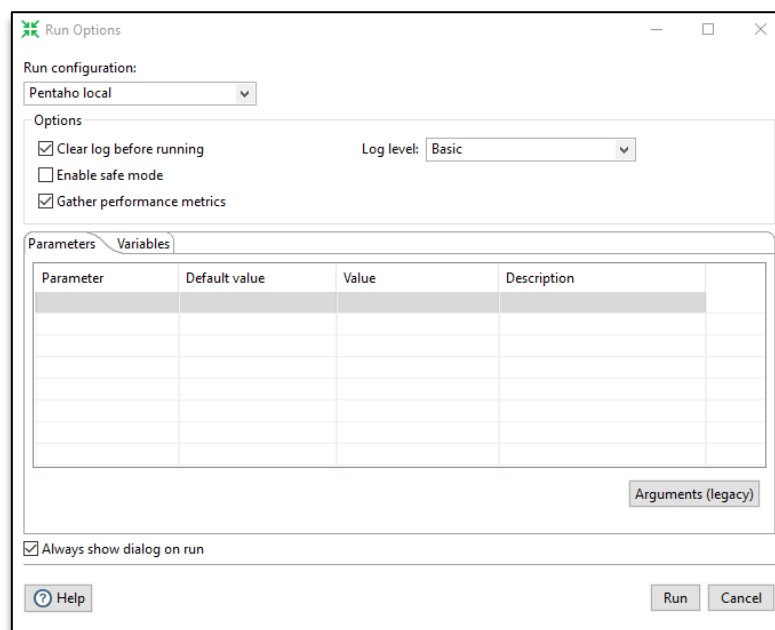 Run Options
Run configuration:
Pentaho local
Options
Clear log before running
Log level: Basic
Enable safe mode
Gather performance metrics
Parameters Variables
Parameter Default value Value Description
Arguments (legacy)
Always show dialog on run
? Help Run Cancel